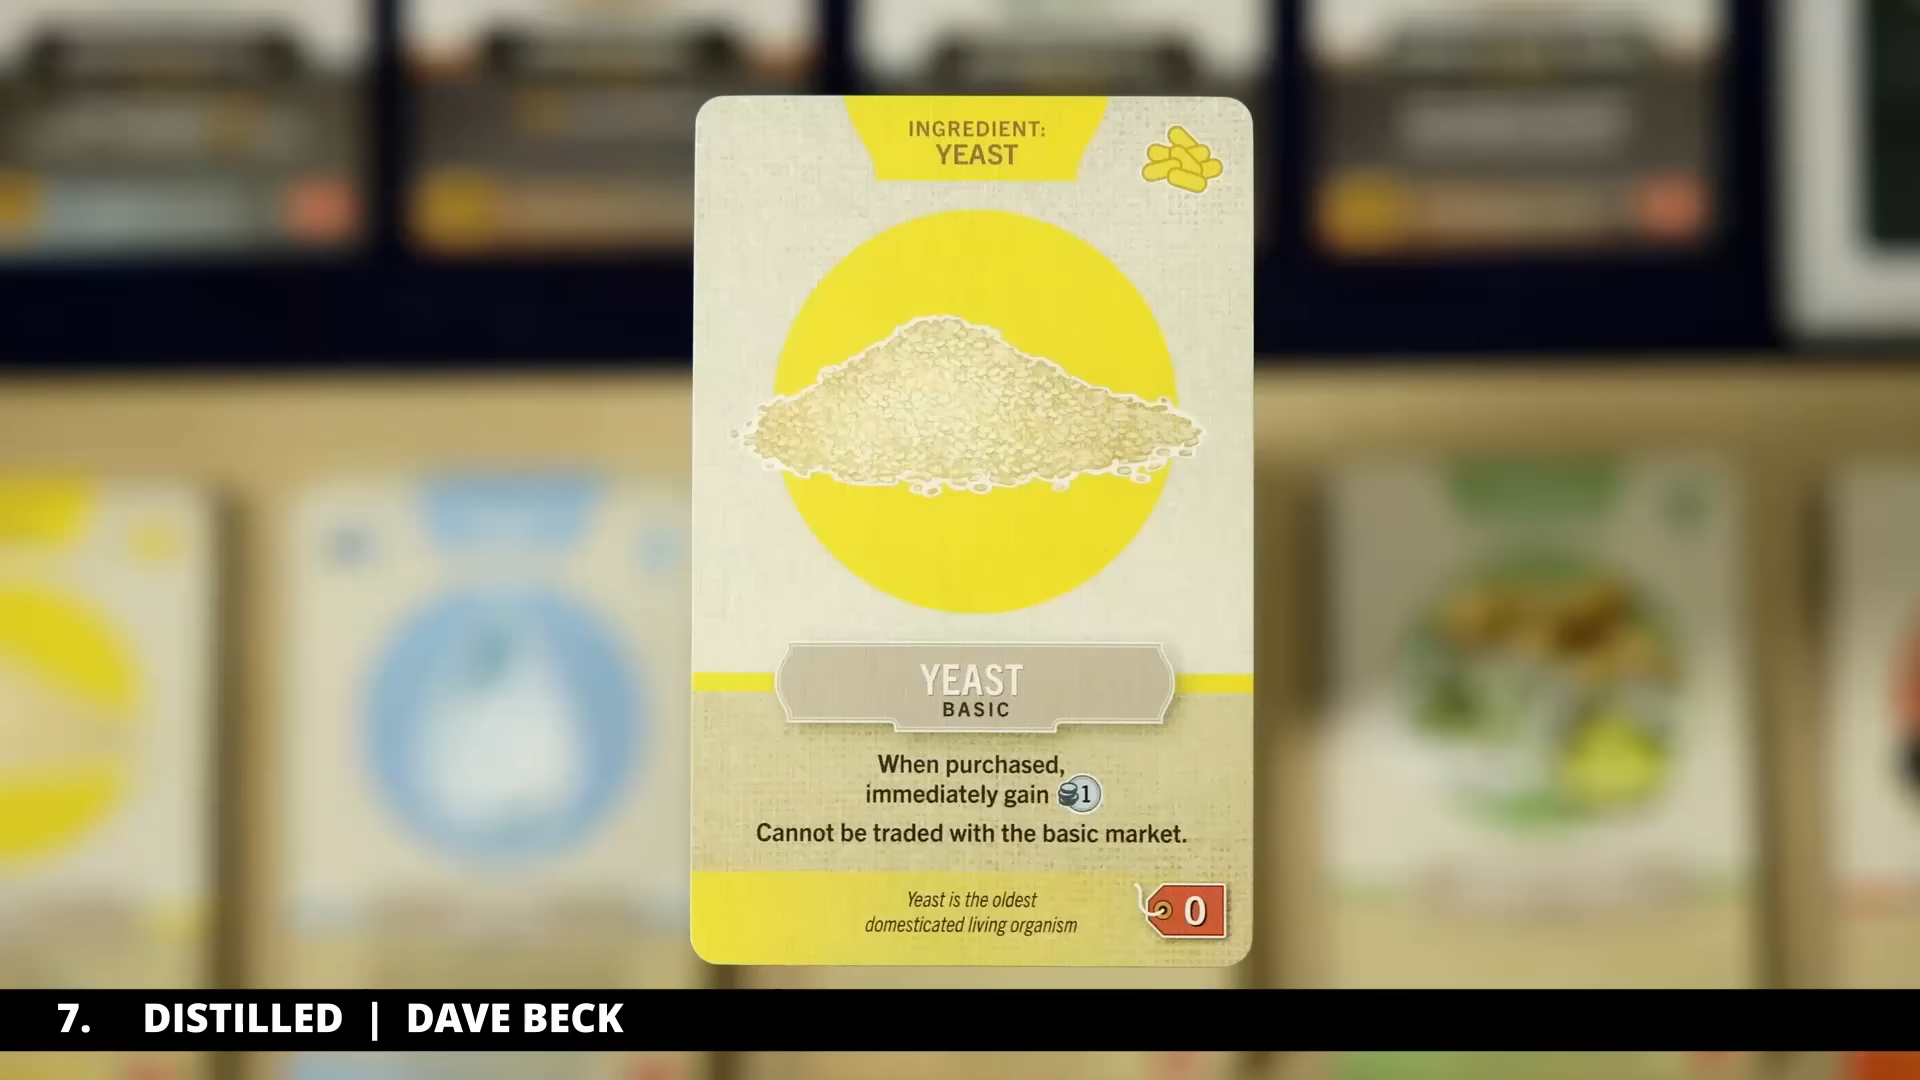 INGREDIENT:
YEAST
YEAST
BASIC
When purchased,
immediately gain 1
Cannot be traded with the basic market.
Yeast is the oldest
domesticated living organism
0
7. DISTILLED | DAVE BECK